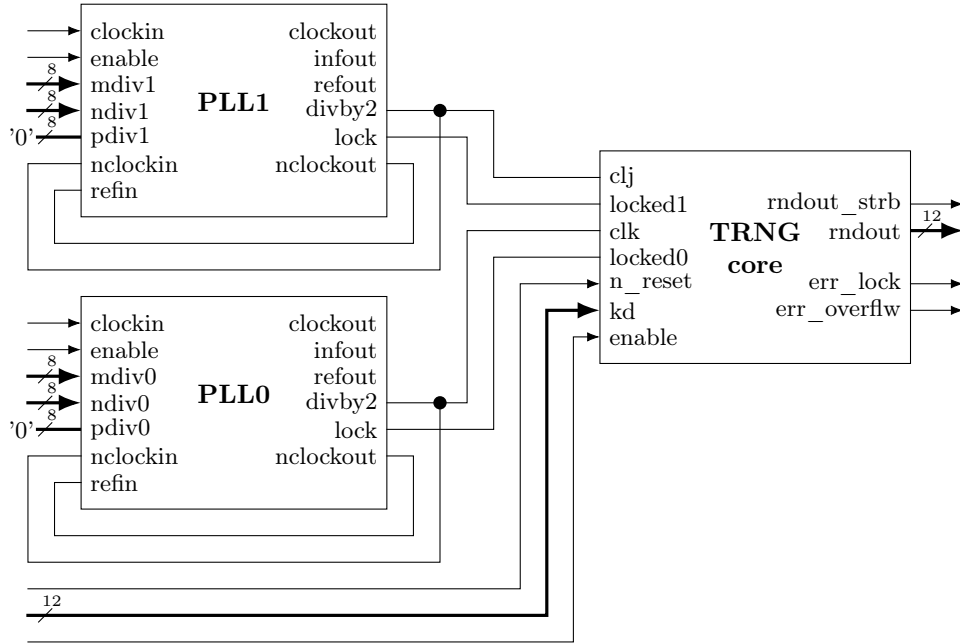 clockin
enable
8
mdiv1
8
ndiv1
8
'0'
pdiv1
nclockin
refin
PLL1
clockout
infout
refout
divby2
lock
nclockout
clockin
enable
8
mdiv0
8
ndiv0
8
'0'
pdiv0
nclockin
refin
PLL0
clockout
infout
refout
divby2
lock
nclockout
12
clj
locked1
clk
locked0
n_reset
kd
enable
TRNG
core
rndout_strb
12
rndout
err_lock
err_overflw